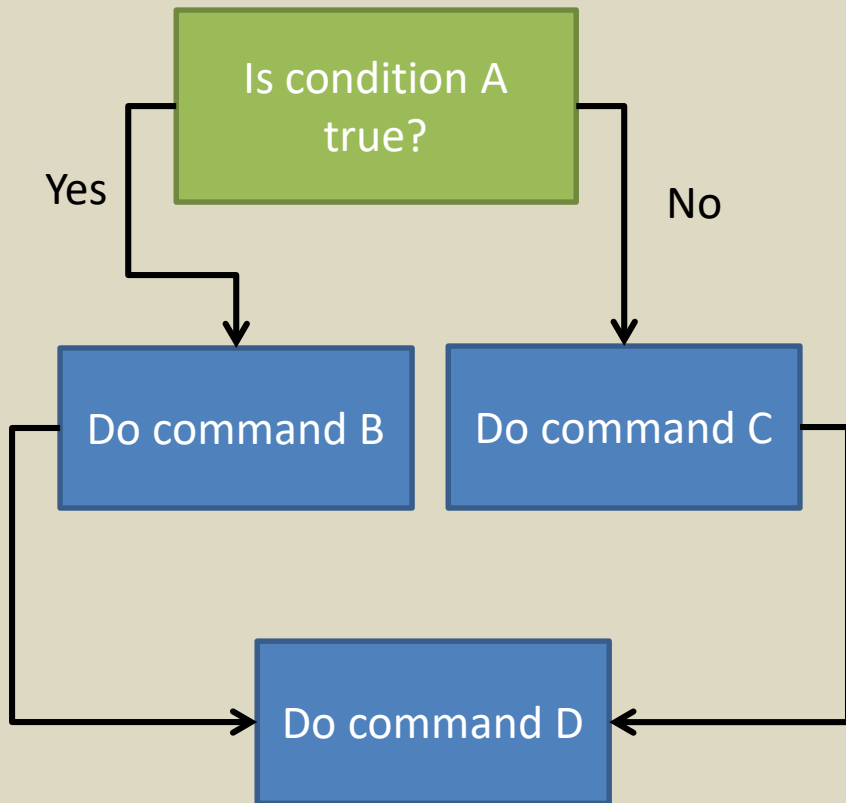 Is condition A
true?
Yes
No
Do command B
Do command C
Do command D